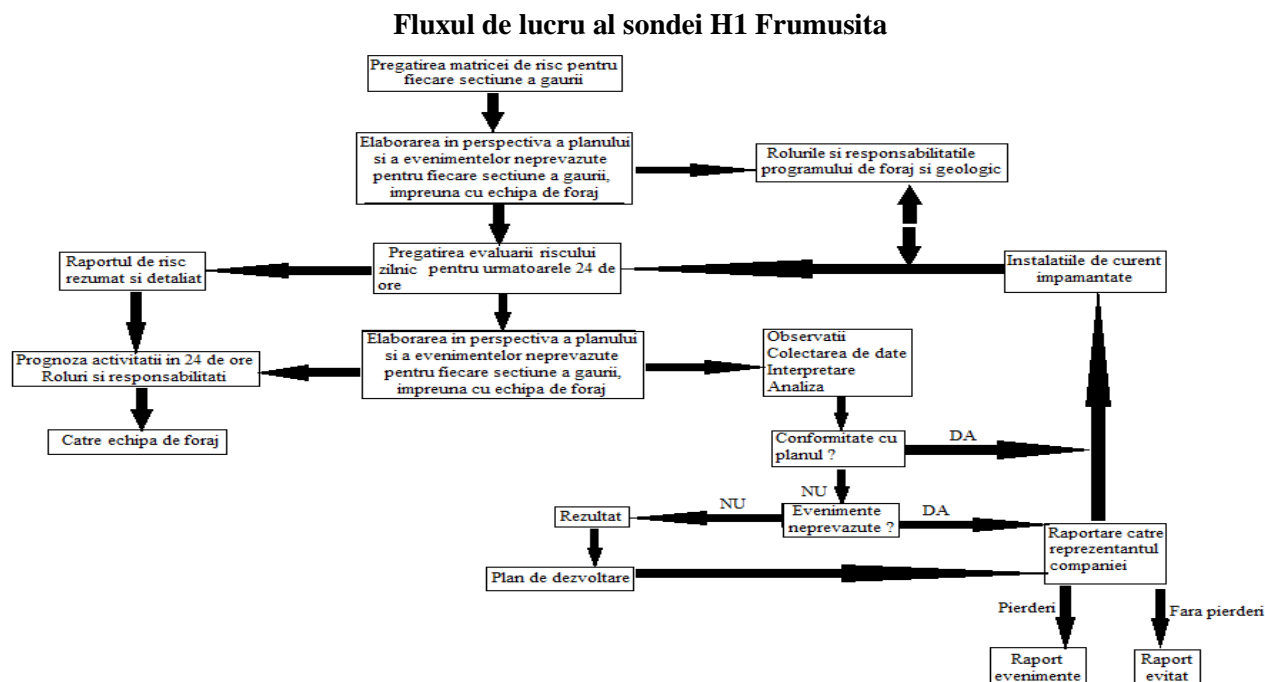 Fluxul de lucru al sondei H1 Frumusita
Pregatirea matricei de risc pentru
fiecare sectiune a gaurii
Elaborarea in perspectiva a planului
si a evenimentelor neprevazute
pentru fiecare sectiune a gaurii,
impreuna cu echipa de foraj
Rolurile si responsabilitatile
programului de foraj si geologic
Raportul de risc
rezumat si detaliat
Pregatirea evaluarii riscului
zilnic pentru urmatoarele 24 de
ore
Instalatiile de curent
impamantate
Prognoza activitatii in 24 de ore
Roluri si responsabilitati
Elaborarea in perspectiva a planului
si a evenimentelor neprevazute
pentru fiecare sectiune a gaurii,
impreuna cu echipa de foraj
Observatii
Colectarea de date
Interpretare
Analiza
Catre echipa de foraj
Conformitate cu
planul ?
DA
NU
NU
Evenimente
neprevazute ?
DA
Rezultat
Raportare catre
reprezentantul
companiei
Plan de dezvoltare
Pierderi
Fara pierderi
Raport
evenimente
Raport
evitat